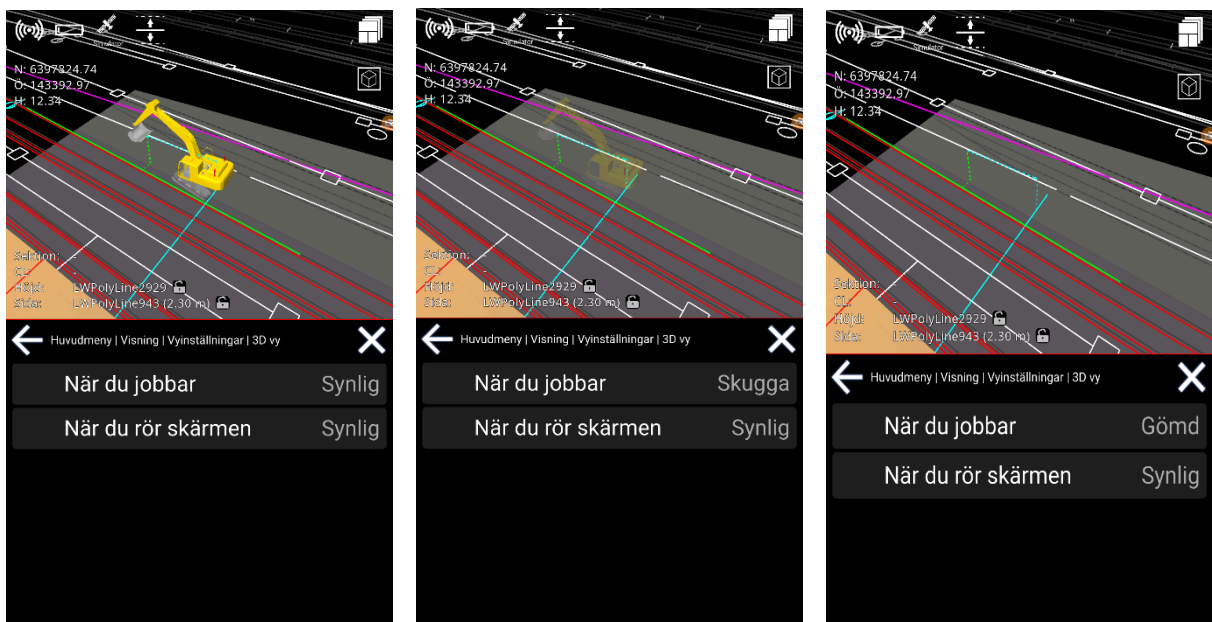 Simulator
N: 6397824.74
Ö: 143392.97
H: 12.34
Sektion: -
CL: -
Höjd: LWPolyLine2929
Sida: LWPolyLine943 (2.30 m)
Huvudmeny | Visning | Vyinställningar | 3D vy
När du jobbar Synlig
När du rör skärmen Synlig
Simulator
N: 6397824.74
Ö: 143392.97
H: 12.34
Sektion: -
CL: -
Höjd: LWPolyLine2929
Sida: LWPolyLine943 (2.30 m)
Huvudmeny | Visning | Vyinställningar | 3D vy
När du jobbar Skugga
När du rör skärmen Synlig
Simulator
N: 6397824.74
Ö: 143392.97
H: 12.34
Sektion: -
CL: -
Höjd: LWPolyLine2929
Sida: LWPolyLine943 (2.30 m)
Huvudmeny | Visning | Vyinställningar | 3D vy
När du jobbar Gömd
När du rör skärmen Synlig